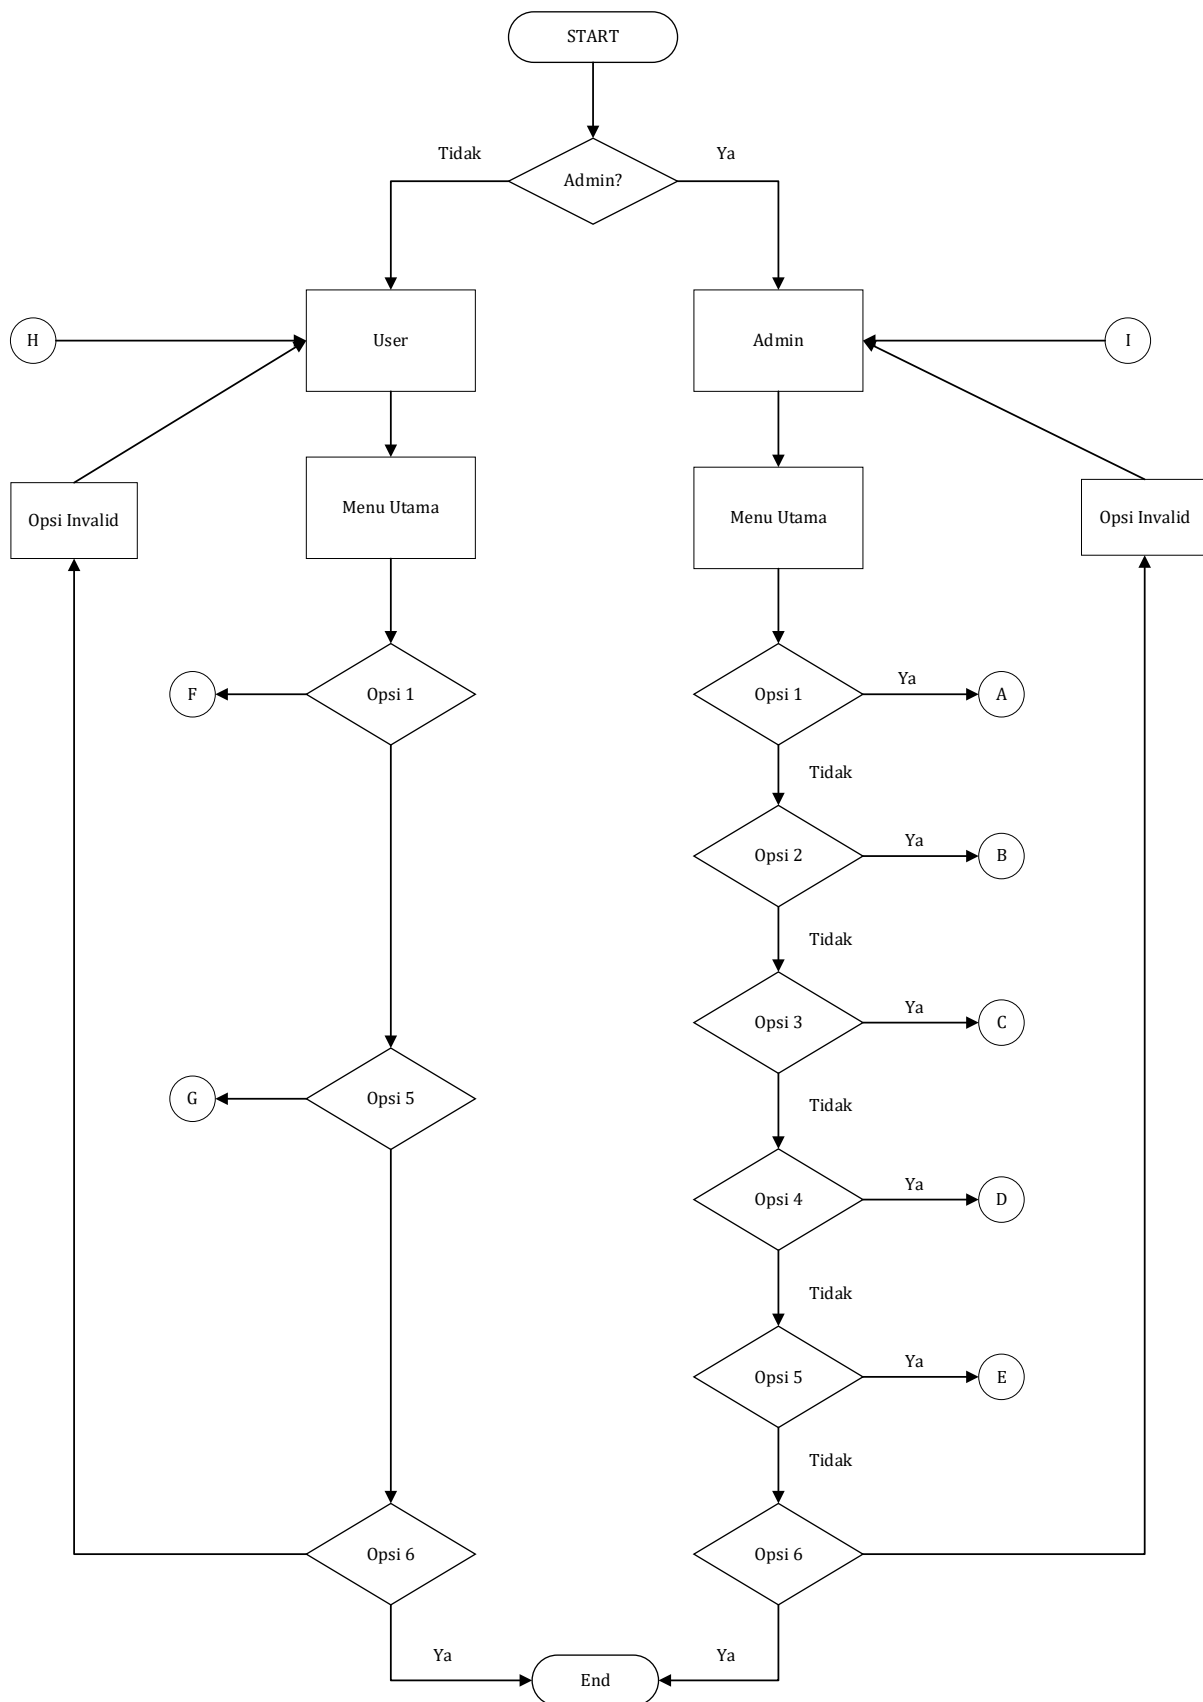 START
Tidak
Ya
Admin?
H
User
Admin
I
Opsi Invalid
Menu Utama
Menu Utama
Opsi Invalid
F
Opsi 1
Opsi 1
Ya
A
Tidak
Opsi 2
Ya
B
Tidak
Opsi 3
Ya
C
G
Opsi 5
Tidak
Opsi 4
Ya
D
Tidak
Opsi 5
Ya
E
Tidak
Opsi 6
Opsi 6
Ya
Ya
End